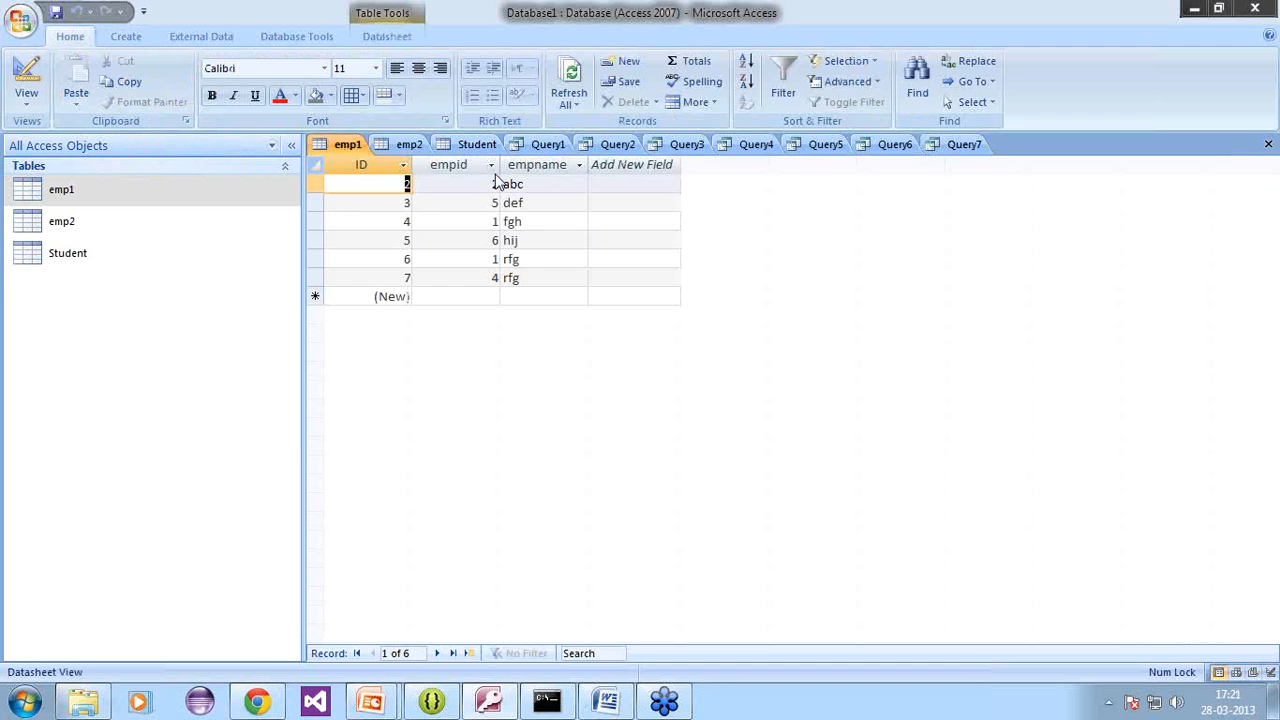 Table Tools
Database1 : Database (Access 2007) - Microsoft Access
Home
Create
External Data
Database Tools
Datasheet
View
Views
Paste
Cut
Copy
Format Painter
Clipboard
Calibri
11
B I U A
Font
Rich Text
Refresh
All
New
Save
Delete
Totals
Spelling
More
Records
Filter
Selection
Advanced
Toggle Filter
Sort & Filter
Find
Replace
Go To
Select
Find
All Access Objects
Tables
emp1
emp2
Student
emp1 emp2 Student Query1 Query2 Query3 Query4 Query5 Query6 Query7
ID empid empname Add New Field
2 abc
3 5 def
4 1 fgh
5 6 hij
6 1 rfg
7 4 rfg
(New)
Record: 1 of 6 No Filter Search
Datasheet View
Num Lock
17:21
28-03-2013